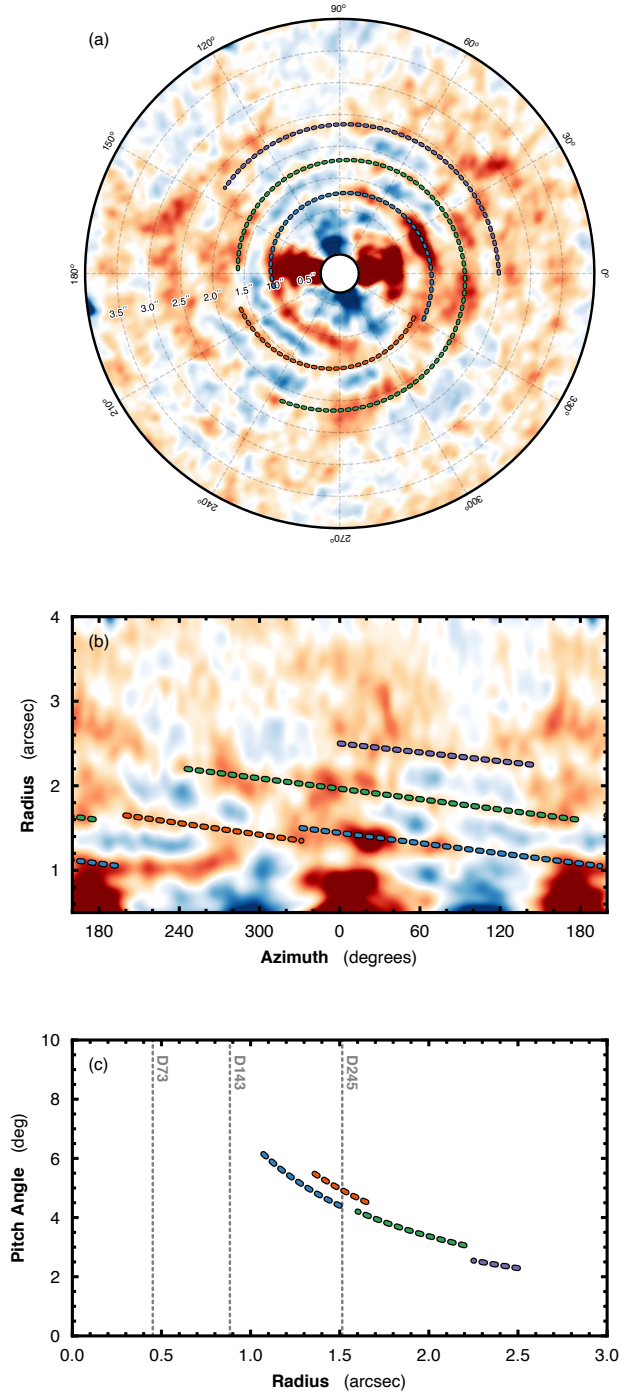 (a)
90°
120°
60°
150°
30°
180°
0°
3.5″ 3.0″ 2.5″ 2.0″ 1.5″ 1.0″ 0.5″
210°
330°
240°
300°
270°
(b)
4
3
2
1
Radius (arcsec)
180 240 300 0 60 120 180
Azimuth (degrees)
(c)
D73
D143
D245
10
8
6
4
2
0
Pitch Angle (deg)
0.0 0.5 1.0 1.5 2.0 2.5 3.0
Radius (arcsec)